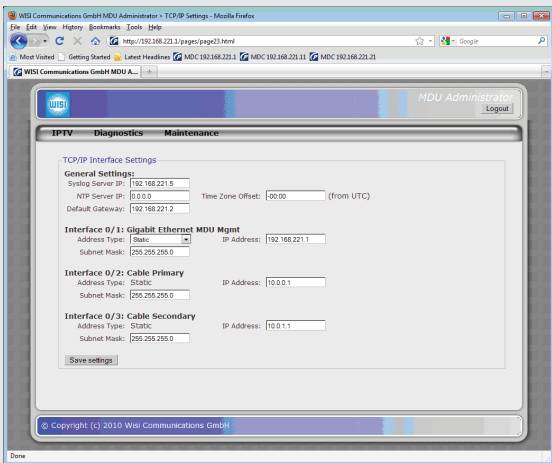 WISI Communications GmbH MDU Administrator > TCP/IP Settings - Mozilla Firefox
File Edit View History Bookmarks Tools Help
http://192.168.221.1/pages/page23.html
Google
Most Visited Getting Started Latest Headlines MDC 192.168.221.1 MDC 192.168.221.11 MDC 192.168.221.21
WISI Communications GmbH MDU A...
WISI
MDU Administrator
Logout
IPTV Diagnostics Maintenance
TCP/IP Interface Settings
General Settings:
Syslog Server IP: 192.168.221.5
NTP Server IP: 0.0.0.0 Time Zone Offset: -00:00 (from UTC)
Default Gateway: 192.168.221.2
Interface 0/1: Gigabit Ethernet MDU Mgmt
Address Type: Static IP Address: 192.168.221.1
Subnet Mask: 255.255.255.0
Interface 0/2: Cable Primary
Address Type: Static IP Address: 10.0.0.1
Subnet Mask: 255.255.255.0
Interface 0/3: Cable Secondary
Address Type: Static IP Address: 10.0.1.1
Subnet Mask: 255.255.255.0
Save settings
© Copyright (c) 2010 Wisi Communications GmbH
Done